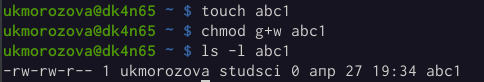 ukmorozova@dk4n65 ~ $ touch abc1
ukmorozova@dk4n65 ~ $ chmod g+w abc1
ukmorozova@dk4n65 ~ $ ls -l abc1
-rw-rw-r-- 1 ukmorozova studsci 0 апр 27 19:34 abc1